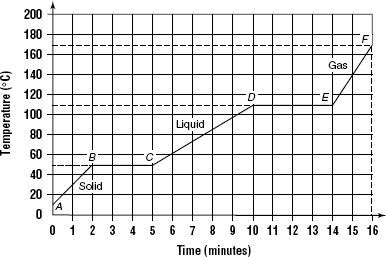 200
180
160
140
120
100
80
60
40
20
0
Temperature (°C)
F
Gas
D
E
Liquid
B
C
Solid
A
0 1 2 3 4 5 6 7 8 9 10 11 12 13 14 15 16
Time (minutes)